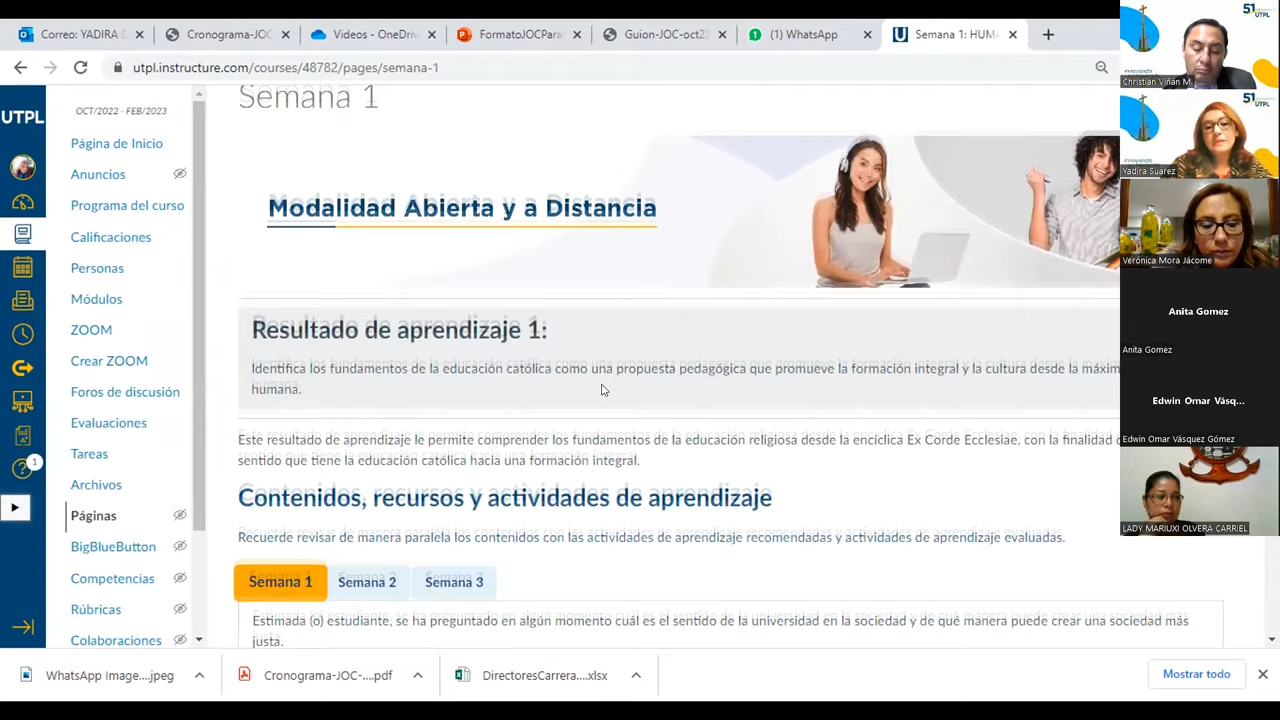 Correo: YADIRA
Cronograma-JOC
Videos - OneDriv
FormatoJOCPara
Guion-JOC-oct22
(1) WhatsApp
Semana 1: HUMA
utpl.instructure.com/courses/48782/pages/semana-1
UTPL
OCT/2022 - FEB/2023
Página de Inicio
Anuncios
Programa del curso
Calificaciones
Personas
Módulos
ZOOM
Crear ZOOM
Foros de discusión
Evaluaciones
Tareas
Archivos
Páginas
BigBlueButton
Competencias
Rúbricas
Colaboraciones
1
Semana 1
Modalidad Abierta y a Distancia
Resultado de aprendizaje 1:
Identifica los fundamentos de la educación católica como una propuesta pedagógica que promueve la formación integral y la cultura desde la máxim
humana.
Este resultado de aprendizaje le permite comprender los fundamentos de la educación religiosa desde la encíclica Ex Corde Ecclesiae, con la finalidad
sentido que tiene la educación católica hacia una formación integral.
Contenidos, recursos y actividades de aprendizaje
Recuerde revisar de manera paralela los contenidos con las actividades de aprendizaje recomendadas y actividades de aprendizaje evaluadas.
Semana 1
Semana 2
Semana 3
Estimada (o) estudiante, se ha preguntado en algún momento cuál es el sentido de la universidad en la sociedad y de qué manera puede crear una sociedad más
justa.
WhatsApp Image....jpeg
Cronograma-JOC-....pdf
DirectoresCarrera....xlsx
Mostrar todo
51
UTPL
Christian Viñán M.
51
UTPL
Yadira Suárez
Verónica Mora Jácome
Anita Gomez
Anita Gomez
Edwin Omar Vásq...
Edwin Omar Vásquez Gómez
LADY MARIUXI OLVERA CARRIEL